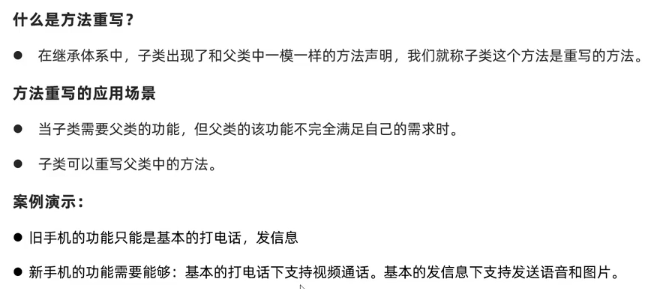 什么是方法重写？
● 在继承体系中，子类出现了和父类中一模一样的方法声明，我们就称子类这个方法是重写的方法。
方法重写的应用场景
● 当子类需要父类的功能，但父类的该功能不完全满足自己的需求时。
● 子类可以重写父类中的方法。
案例演示：
● 旧手机的功能只能是基本的打电话，发信息
● 新手机的功能需要能够：基本的打电话下支持视频通话。基本的发信息下支持发送语音和图片。